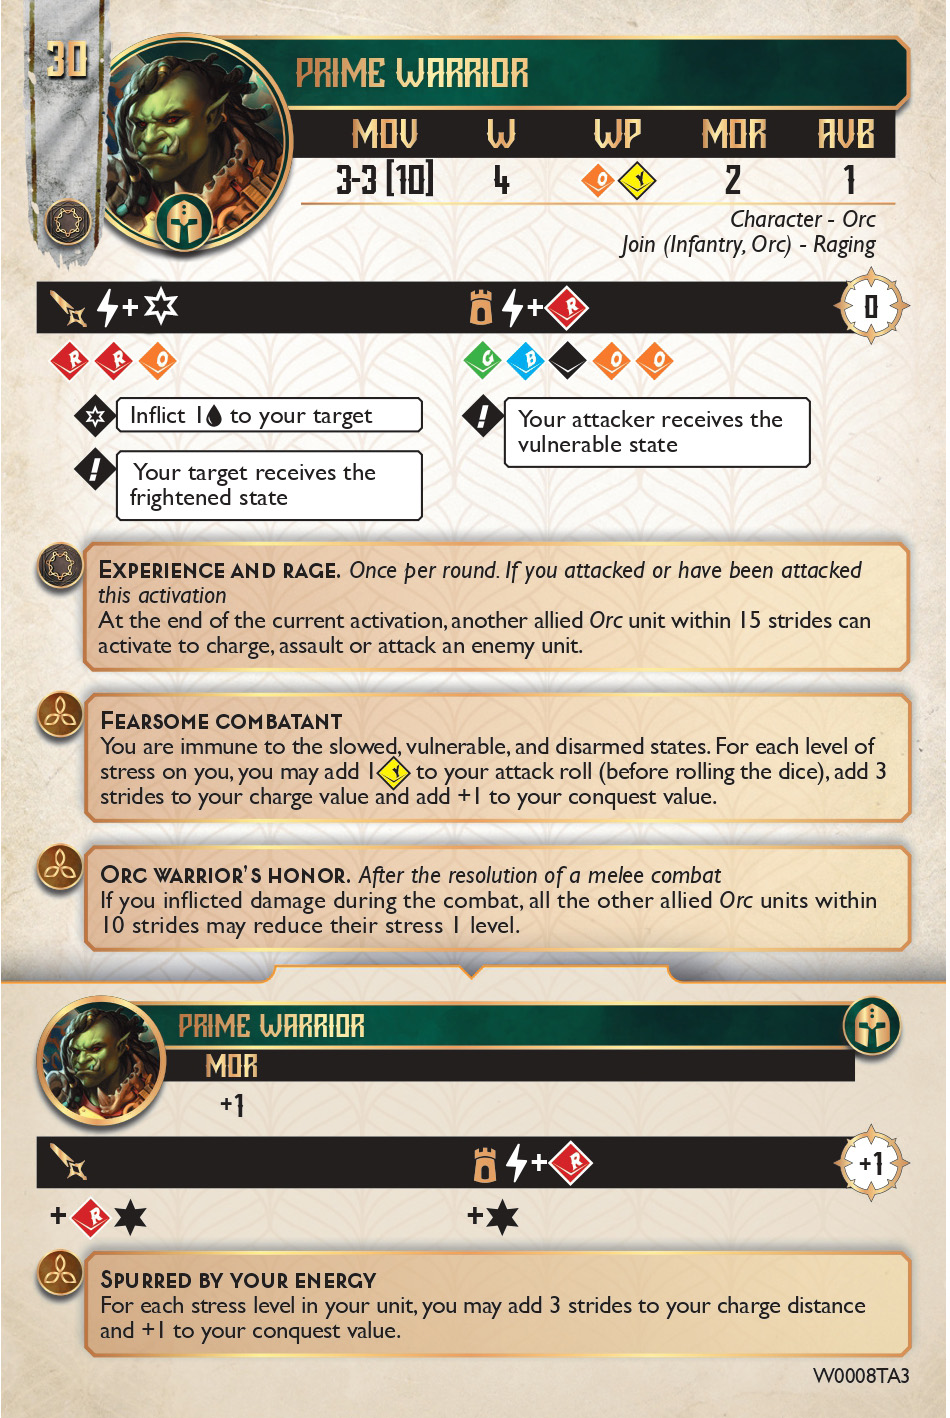 30
PRIME WARRIOR
MOV W WP MOR AVB
3-3 [10] 4 O Y 2 1
Character - Orc
Join (Infantry, Orc) - Raging
+ + R 0
R R O G B O O
Inflict 1 to your target
! Your attacker receives the
vulnerable state
! Your target receives the
frightened state
EXPERIENCE AND RAGE. Once per round. If you attacked or have been attacked
this activation
At the end of the current activation, another allied Orc unit within 15 strides can
activate to charge, assault or attack an enemy unit.
FEARSOME COMBATANT
You are immune to the slowed, vulnerable, and disarmed states. For each level of
stress on you, you may add 1 Y to your attack roll (before rolling the dice), add 3
strides to your charge value and add +1 to your conquest value.
ORC WARRIOR'S HONOR. After the resolution of a melee combat
If you inflicted damage during the combat, all the other allied Orc units within
10 strides may reduce their stress 1 level.
PRIME WARRIOR
MOR
+1
+ R +1
+ R +
SPURRED BY YOUR ENERGY
For each stress level in your unit, you may add 3 strides to your charge distance
and +1 to your conquest value.
W0008TA3